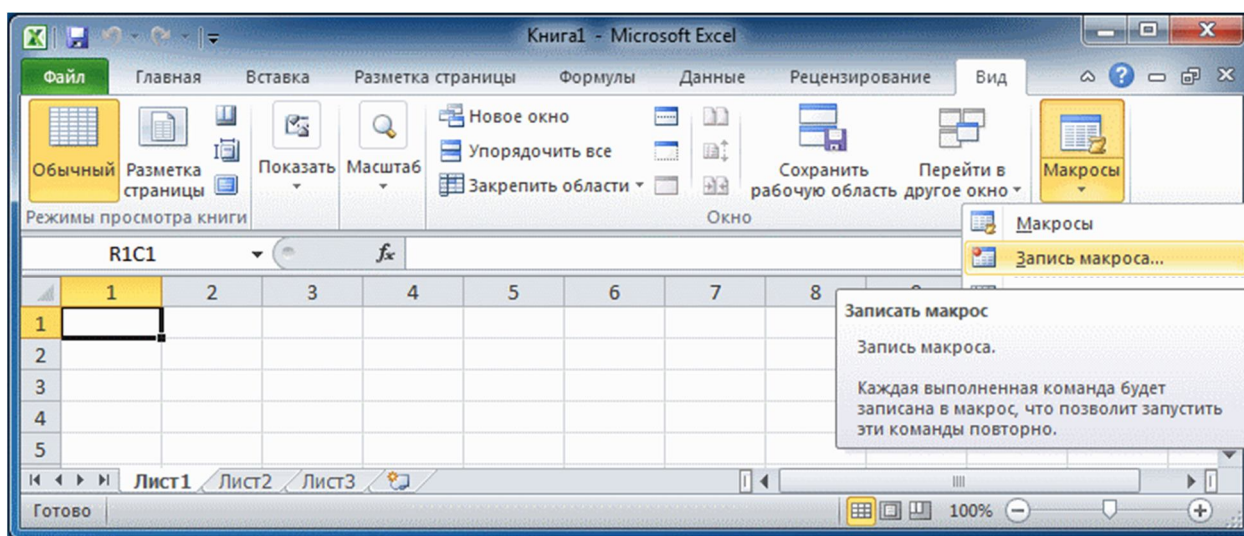 Книга1 - Microsoft Excel
Файл Главная Вставка Разметка страницы Формулы Данные Рецензирование Вид
Обычный
Разметка
страницы
Показать
Масштаб
Новое окно
Упорядочить все
Закрепить области
Сохранить
рабочую область
Перейти в
другое окно
Макросы
Режимы просмотра книги
Окно
Макросы
Запись макроса...
R1C1
fx
1 2 3 4 5 6 7 8
Записать макрос
Запись макроса.
Каждая выполненная команда будет
записана в макрос, что позволит запустить
эти команды повторно.
1
2
3
4
5
Лист1 Лист2 Лист3
Готово
100%